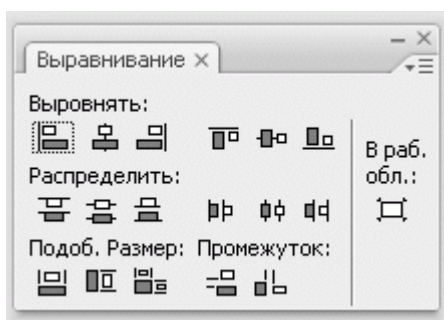 Выравнивание
Выровнять:
В раб.
обл.:
Распределить:
Подоб. Размер: Промежуток: